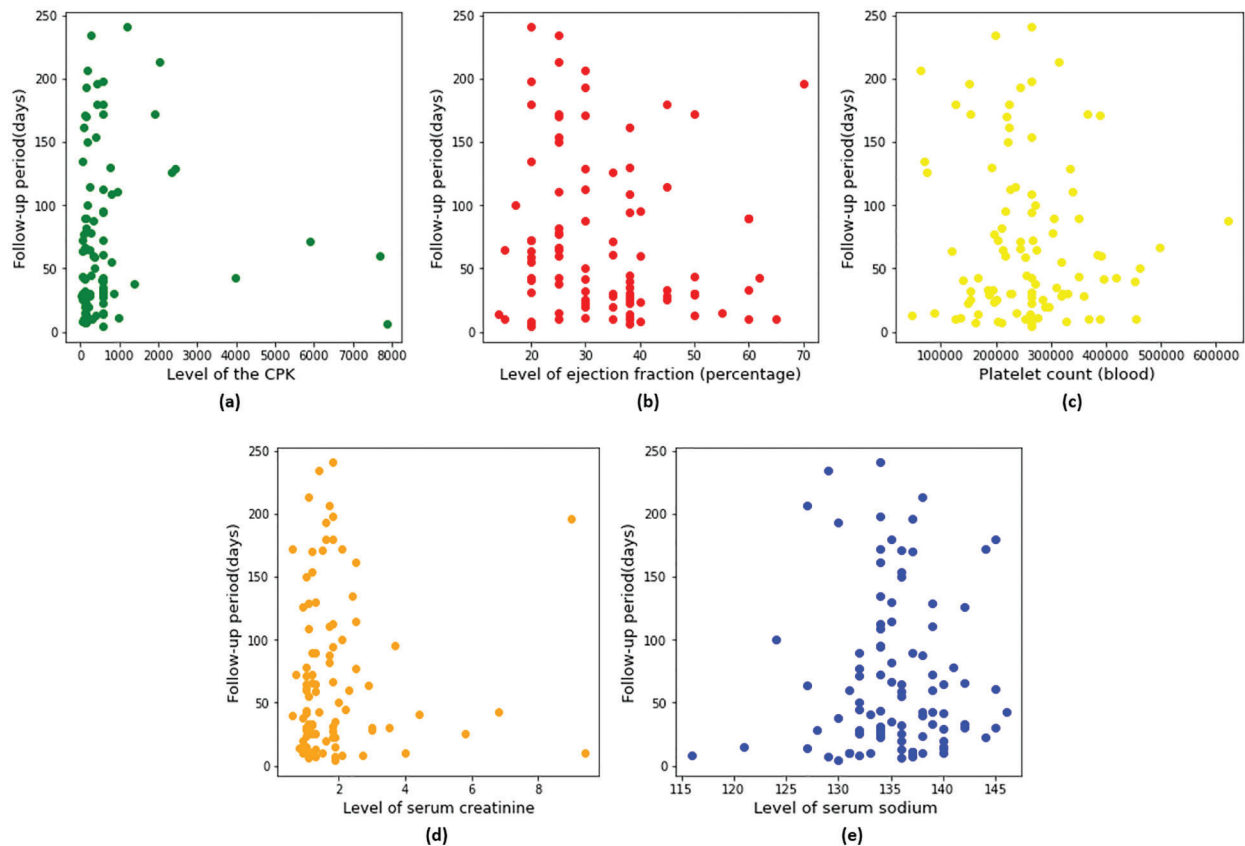 250
200
150
100
50
0
Follow-up period(days)
0 1000 2000 3000 4000 5000 6000 7000 8000
Level of the CPK
(a)
250
200
150
100
50
0
Follow-up period(days)
20 30 40 50 60 70
Level of ejection fraction (percentage)
(b)
250
200
150
100
50
0
Follow-up period(days)
100000 200000 300000 400000 500000 600000
Platelet count (blood)
(c)
250
200
150
100
50
0
Follow-up period(days)
2 4 6 8
Level of serum creatinine
(d)
250
200
150
100
50
0
Follow-up period(days)
115 120 125 130 135 140 145
Level of serum sodium
(e)